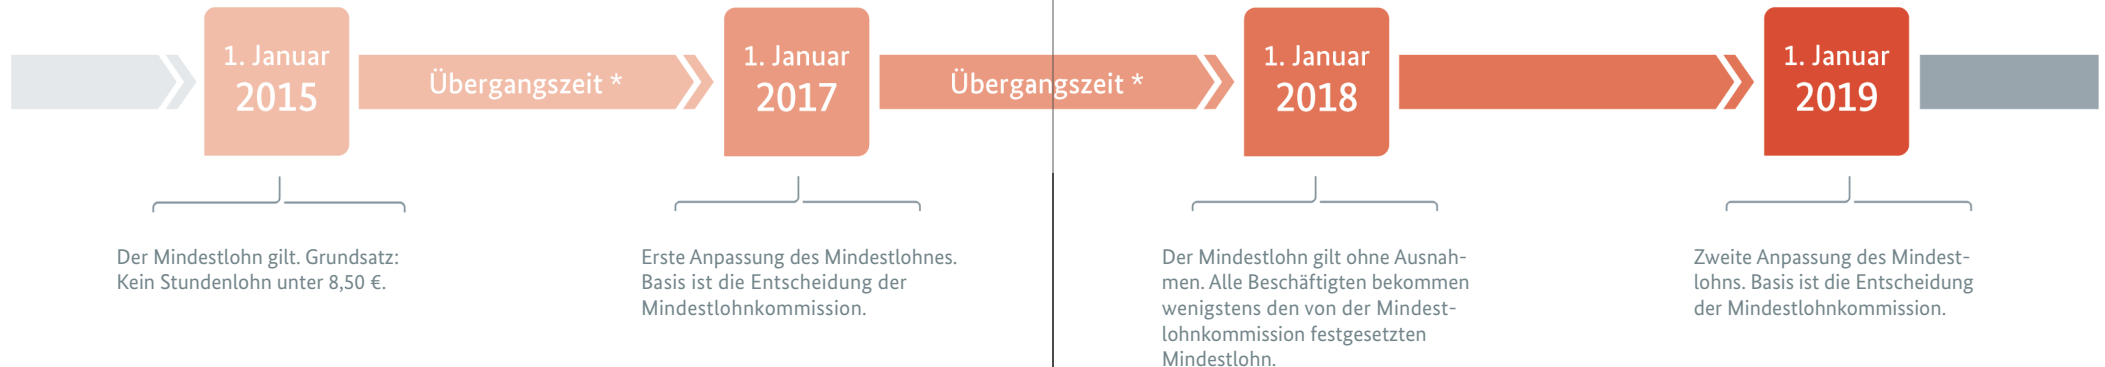 1. Januar
2015
Übergangszeit *
1. Januar
2017
Übergangszeit *
1. Januar
2018
1. Januar
2019
Der Mindestlohn gilt. Grundsatz:
Kein Stundenlohn unter 8,50 €.
Erste Anpassung des Mindestlohnes.
Basis ist die Entscheidung der
Mindestlohnkommission.
Der Mindestlohn gilt ohne Ausnah-
men. Alle Beschäftigten bekommen
wenigstens den von der Mindest-
lohnkommission festgesetzten
Mindestlohn.
Zweite Anpassung des Mindest-
lohns. Basis ist die Entscheidung
der Mindestlohnkommission.